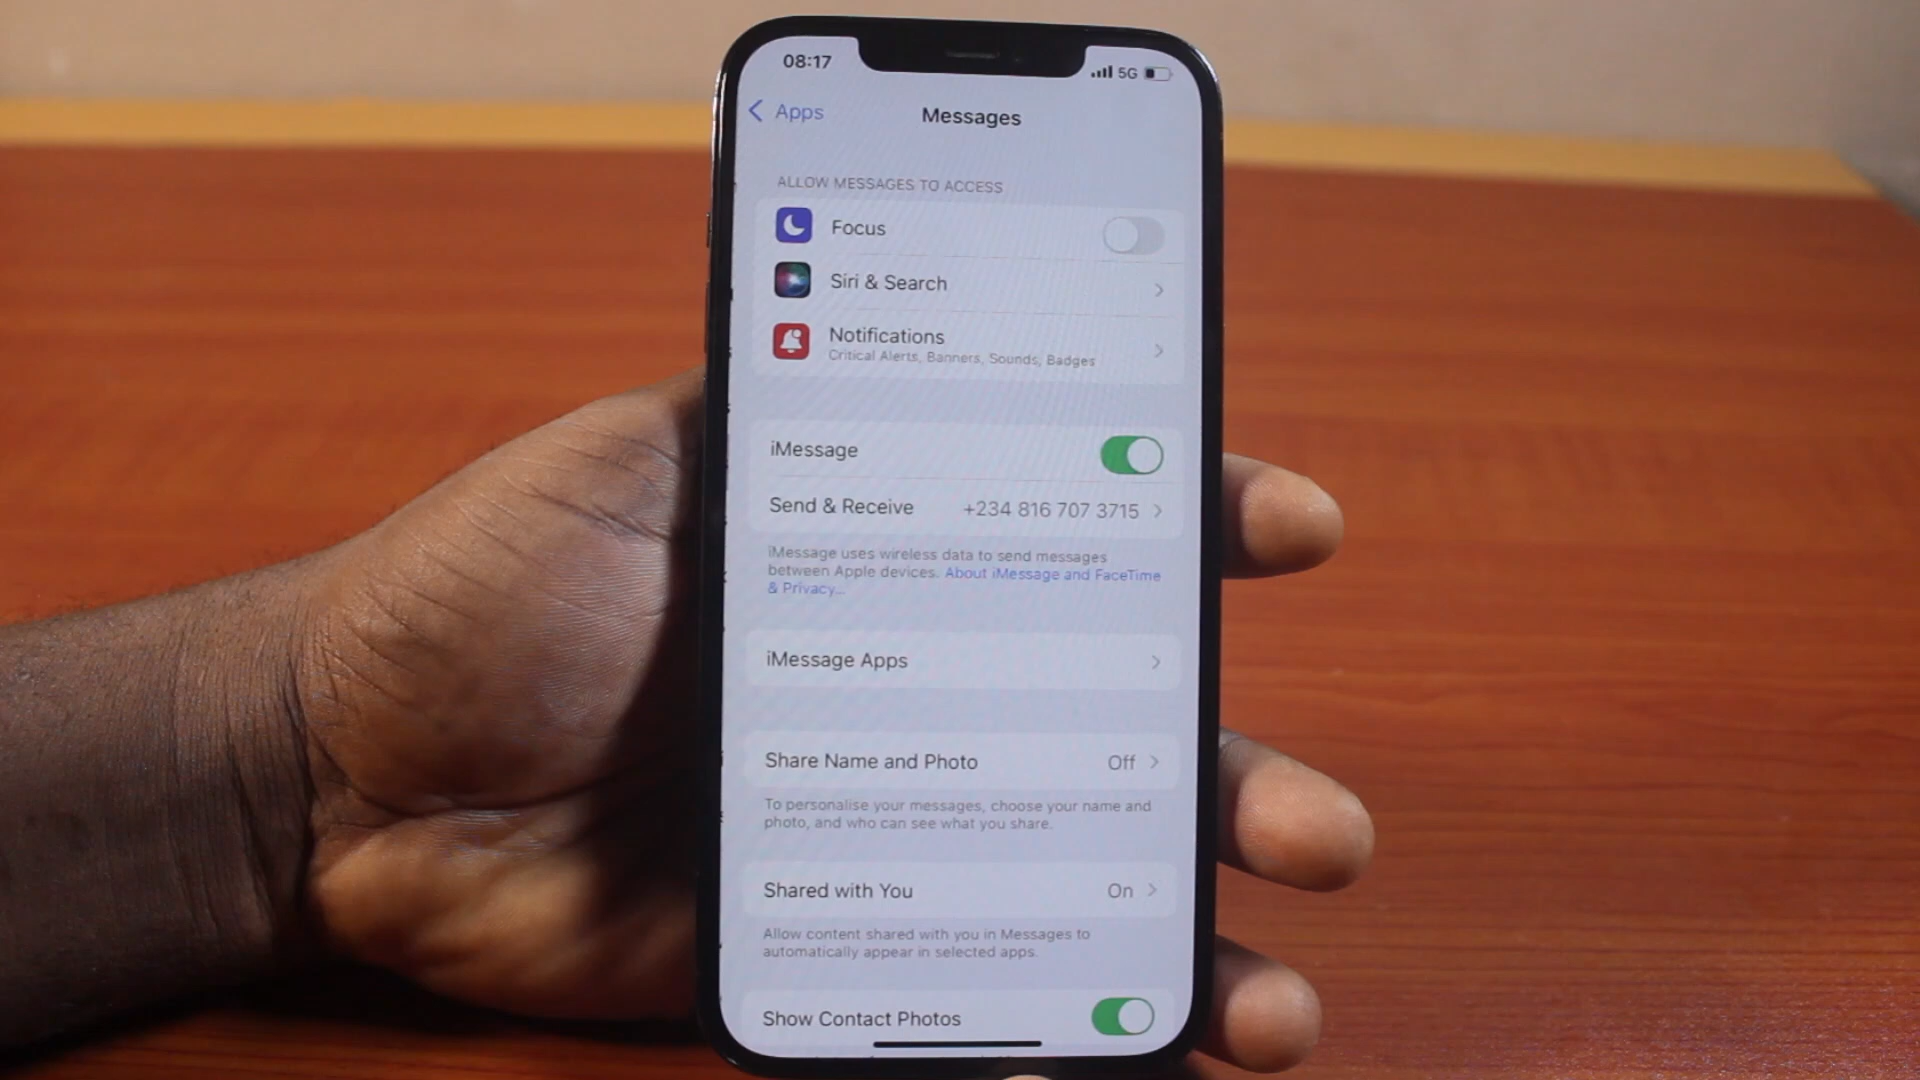 08:17
5G
Apps
Messages
ALLOW MESSAGES TO ACCESS
Focus
Siri & Search
Notifications
Critical Alerts, Banners, Sounds, Badges
iMessage
Send & Receive +234 816 707 3715
iMessage uses wireless data to send messages
between Apple devices. About iMessage and FaceTime
& Privacy...
iMessage Apps
Share Name and Photo Off
To personalise your messages, choose your name and
photo, and who can see what you share.
Shared with You On
Allow content shared with you in Messages to
automatically appear in selected apps.
Show Contact Photos